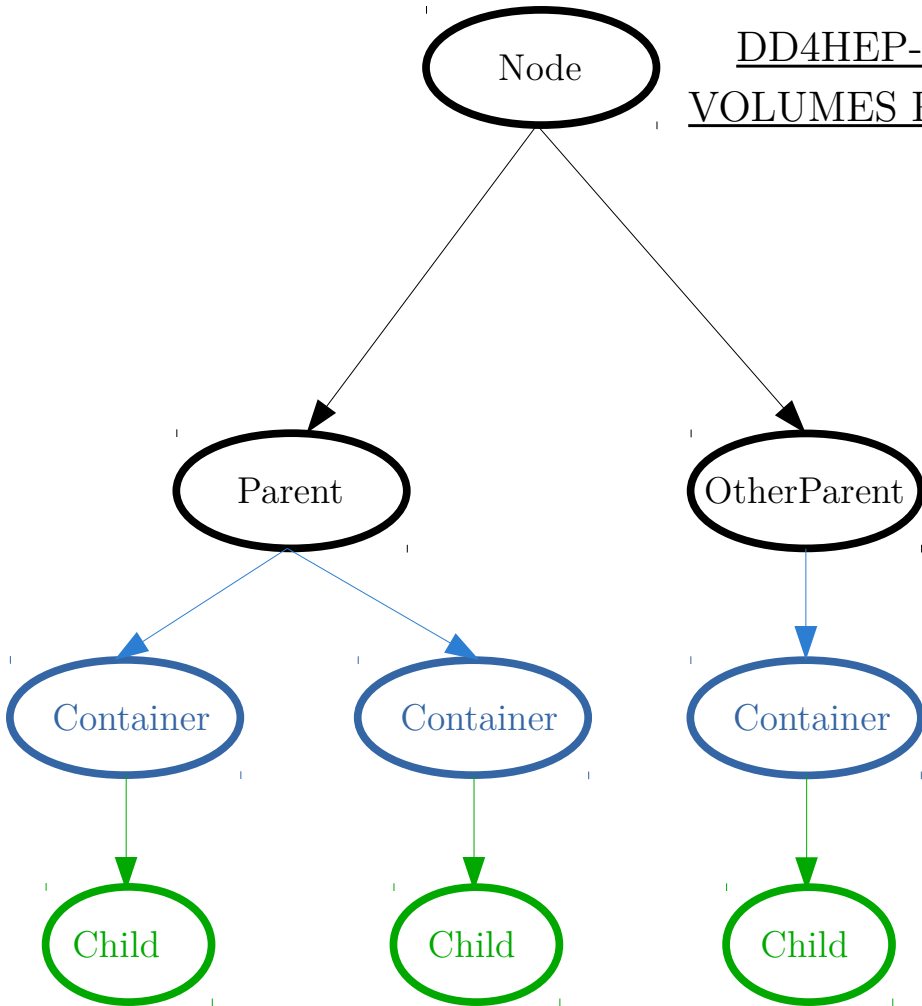 Node
DD4HEP-
VOLUMES
Parent
OtherParent
Container
Container
Container
Child
Child
Child